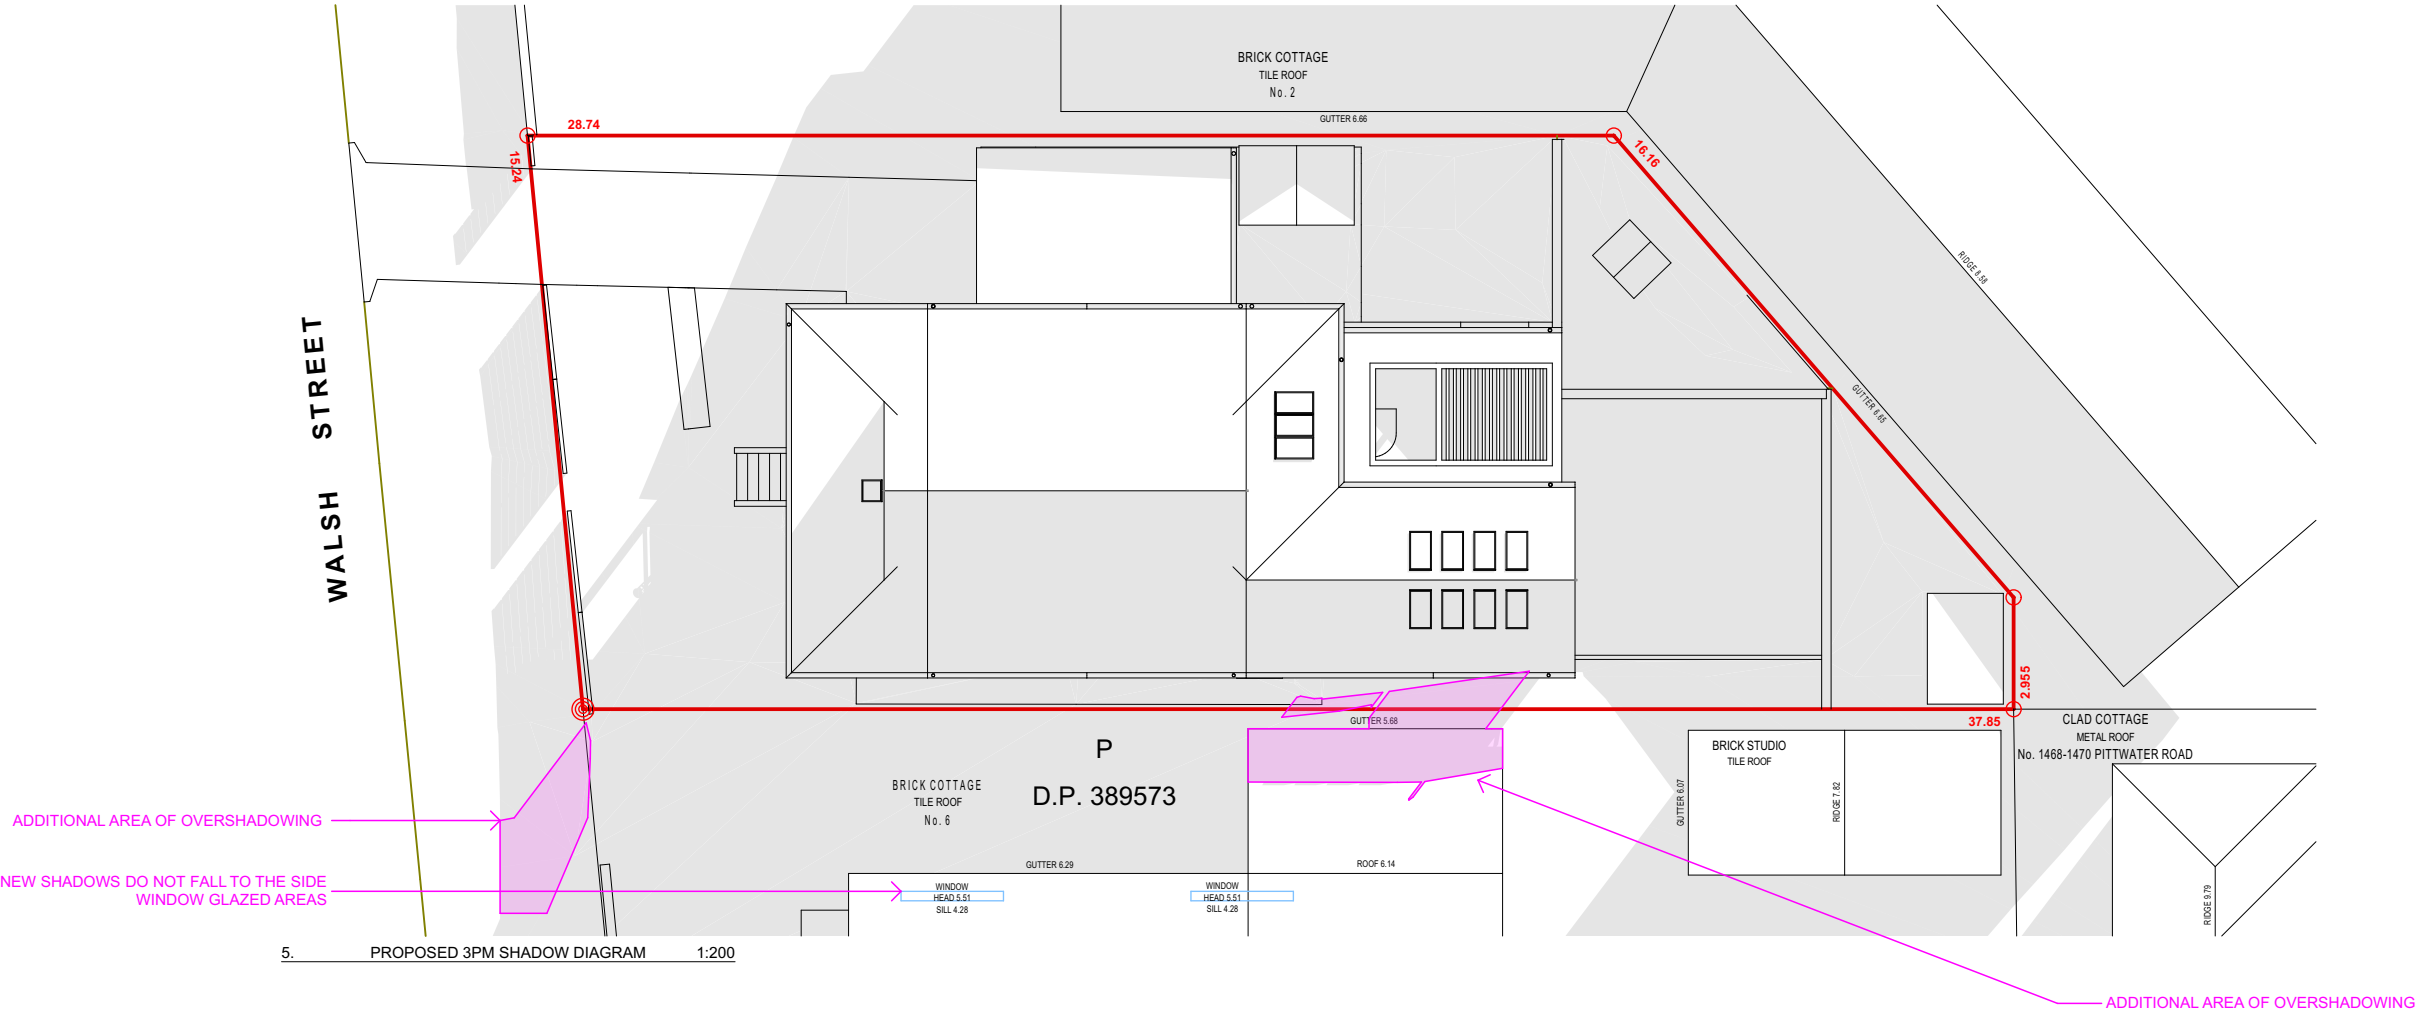 BRICK COTTAGE
TILE ROOF
No. 2
GUTTER 6.66
28.74
15.24
16.16
RIDGE 8.58
GUTTER 6.65
WALSH STREET
2.955
37.85
GUTTER 5.68
CLAD COTTAGE
METAL ROOF
No. 1468-1470 PITTWATER ROAD
BRICK STUDIO
TILE ROOF
GUTTER 6.07
RIDGE 7.82
RIDGE 9.79
P
D.P. 389573
BRICK COTTAGE
TILE ROOF
No. 6
GUTTER 6.29
ROOF 6.14
WINDOW
HEAD 5.51
SILL 4.28
WINDOW
HEAD 5.51
SILL 4.28
ADDITIONAL AREA OF OVERSHADOWING
NEW SHADOWS DO NOT FALL TO THE SIDE
WINDOW GLAZED AREAS
5. PROPOSED 3PM SHADOW DIAGRAM 1:200
ADDITIONAL AREA OF OVERSHADOWING